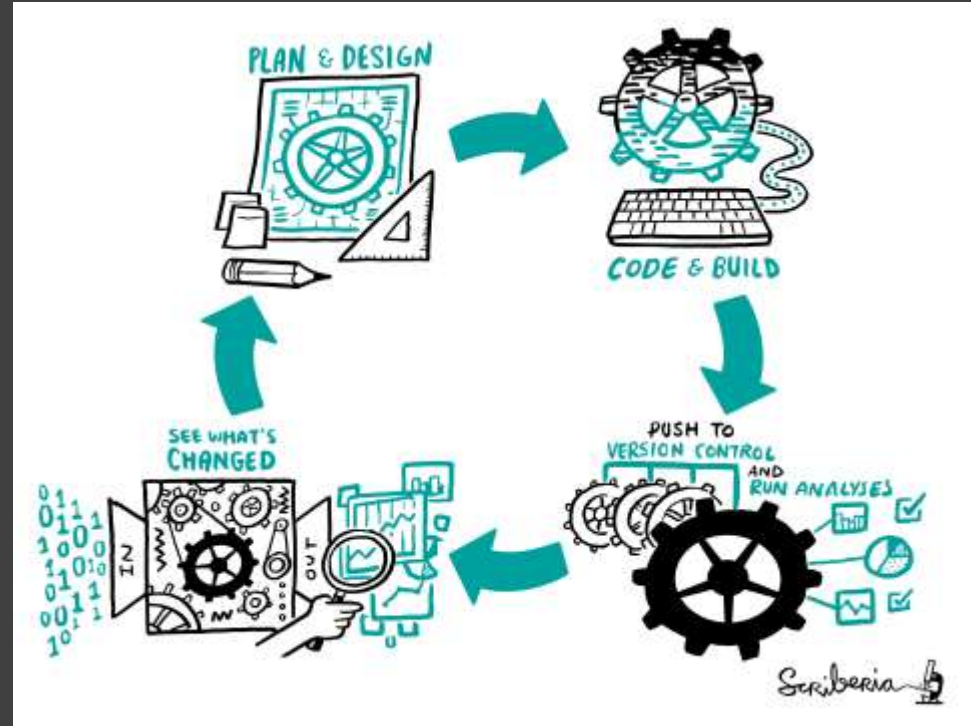 PLAN & DESIGN
CODE & BUILD
PUSH TO
VERSION CONTROL
AND
RUN ANALYSES
SEE WHAT'S
CHANGED
IN
OUT
Scriberia